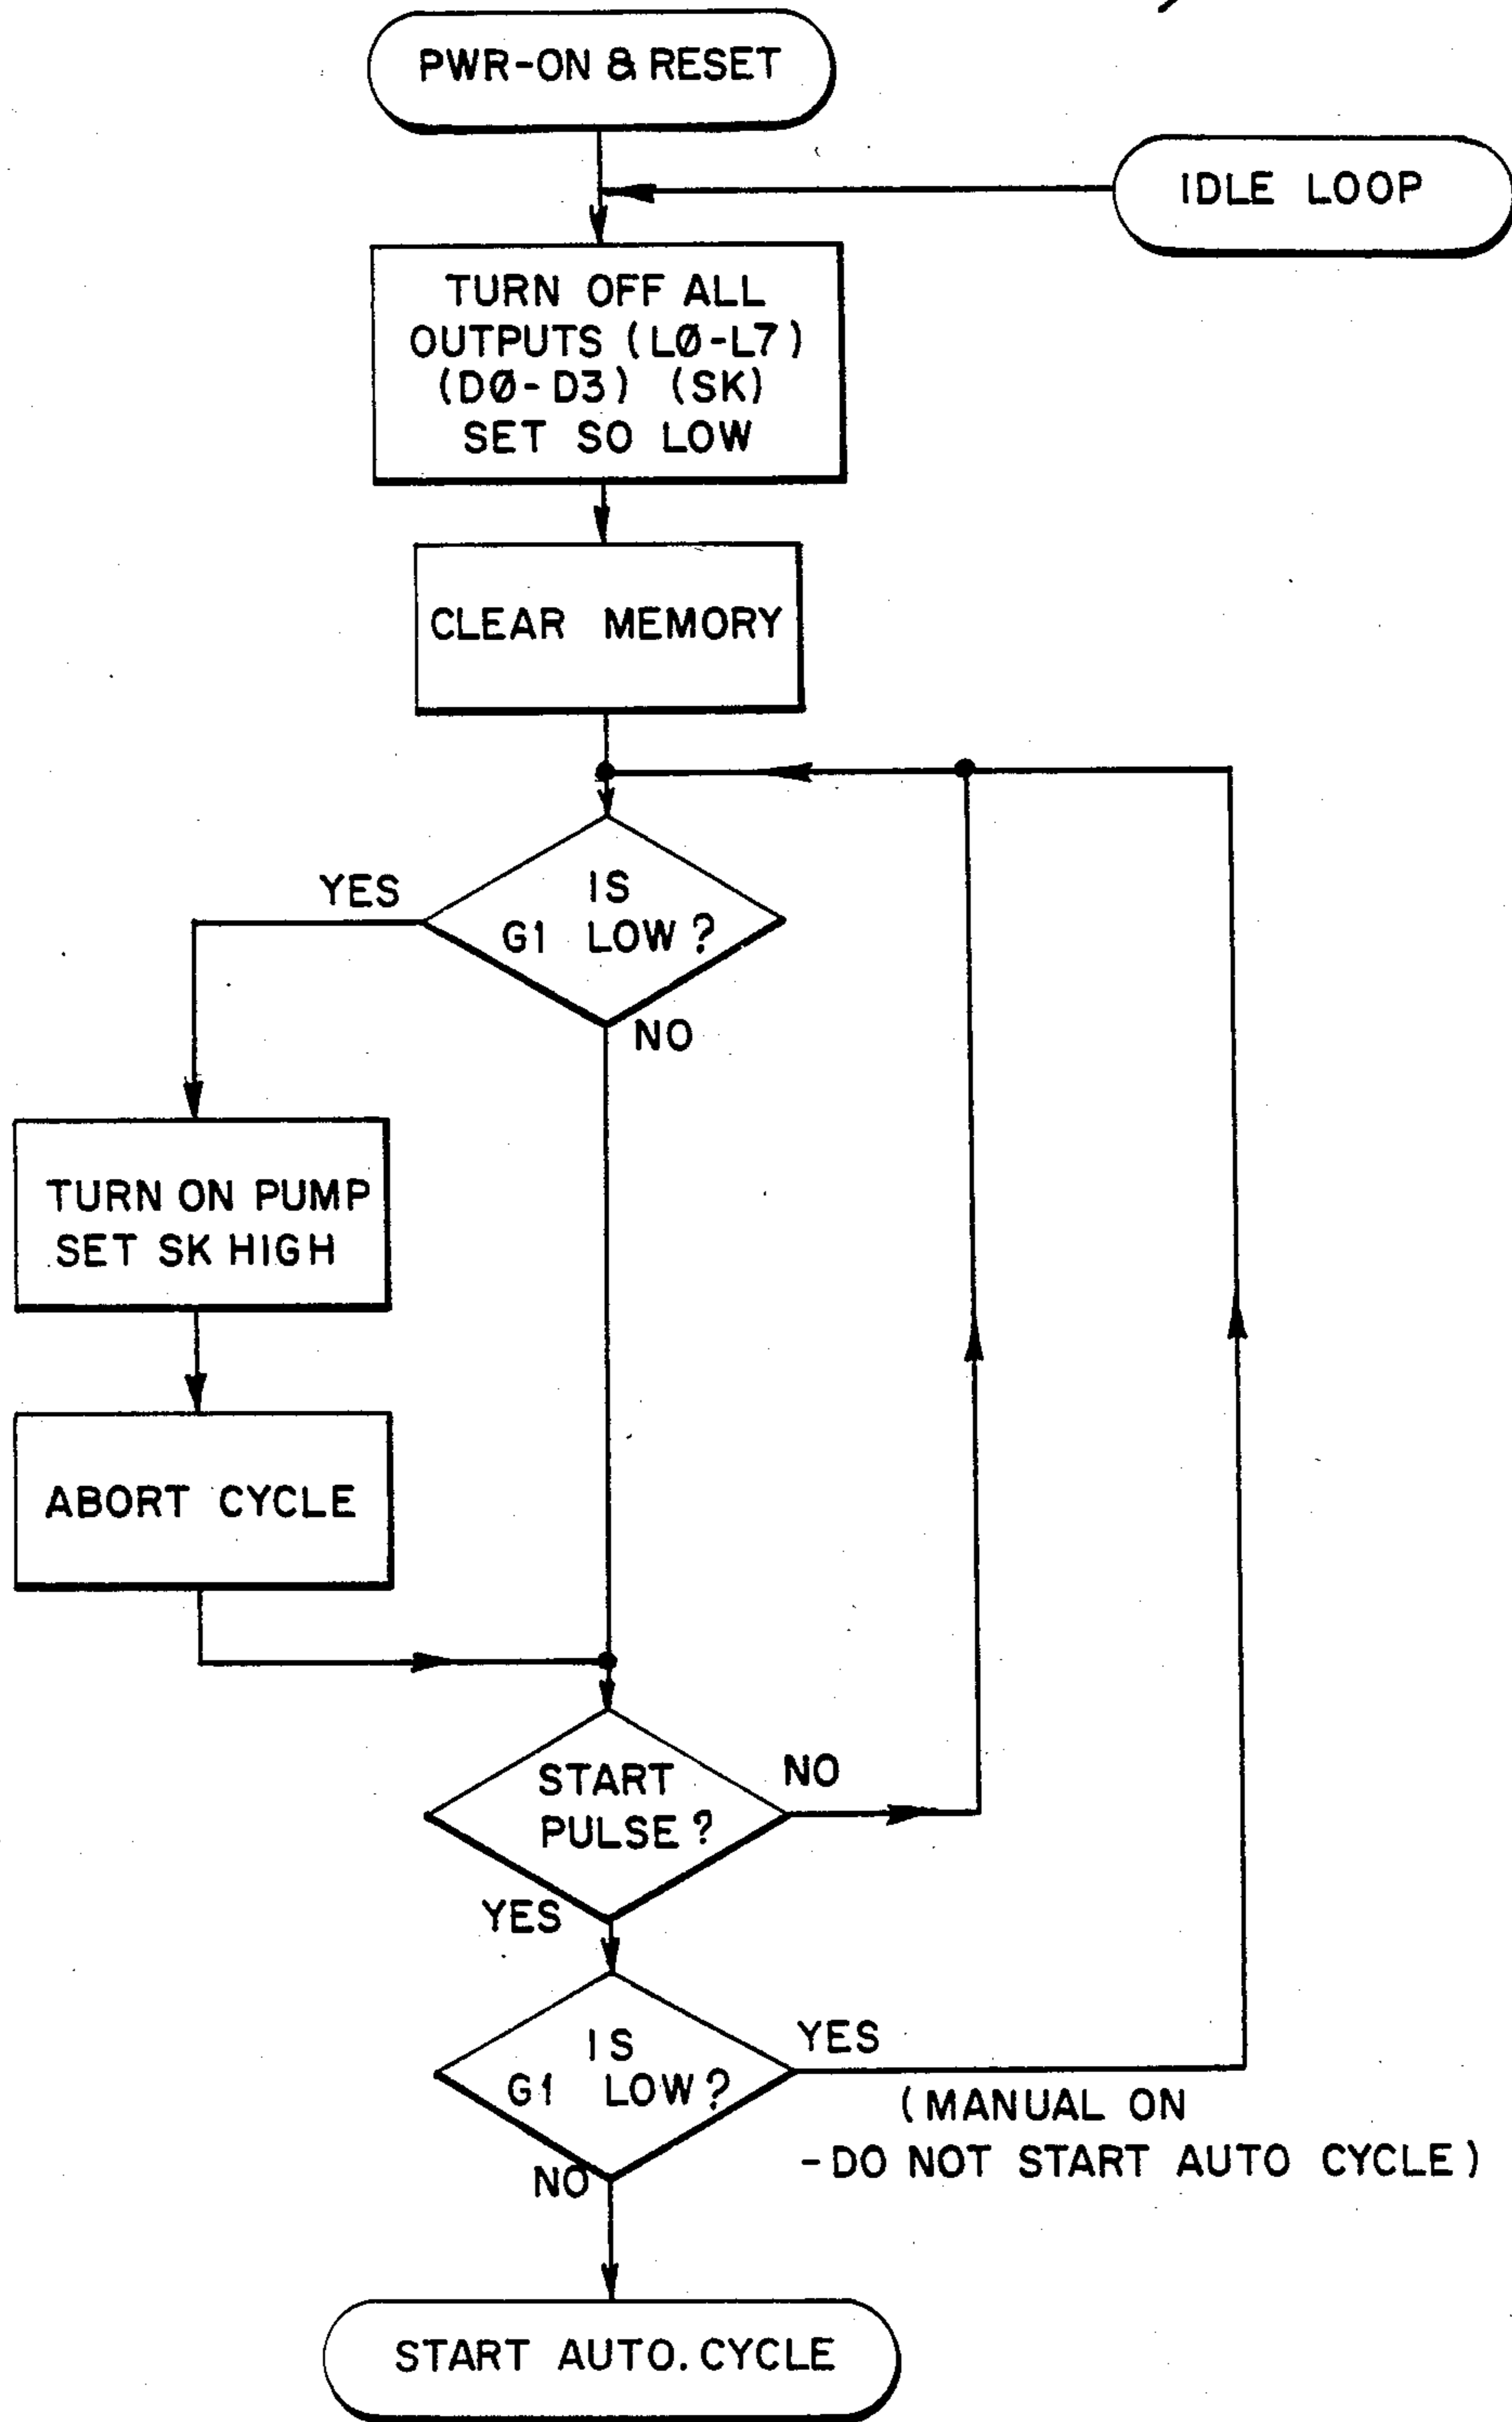 PWR-ON & RESET
IDLE LOOP
TURN OFF ALL
OUTPUTS (LØ-L7)
(DØ-D3) (SK)
SET SO LOW
CLEAR MEMORY
YES
IS
G1 LOW?
NO
TURN ON PUMP
SET SK HIGH
ABORT CYCLE
START
PULSE?
NO
YES
IS
G1 LOW?
YES
(MANUAL ON
-DO NOT START AUTO CYCLE)
NO
START AUTO. CYCLE